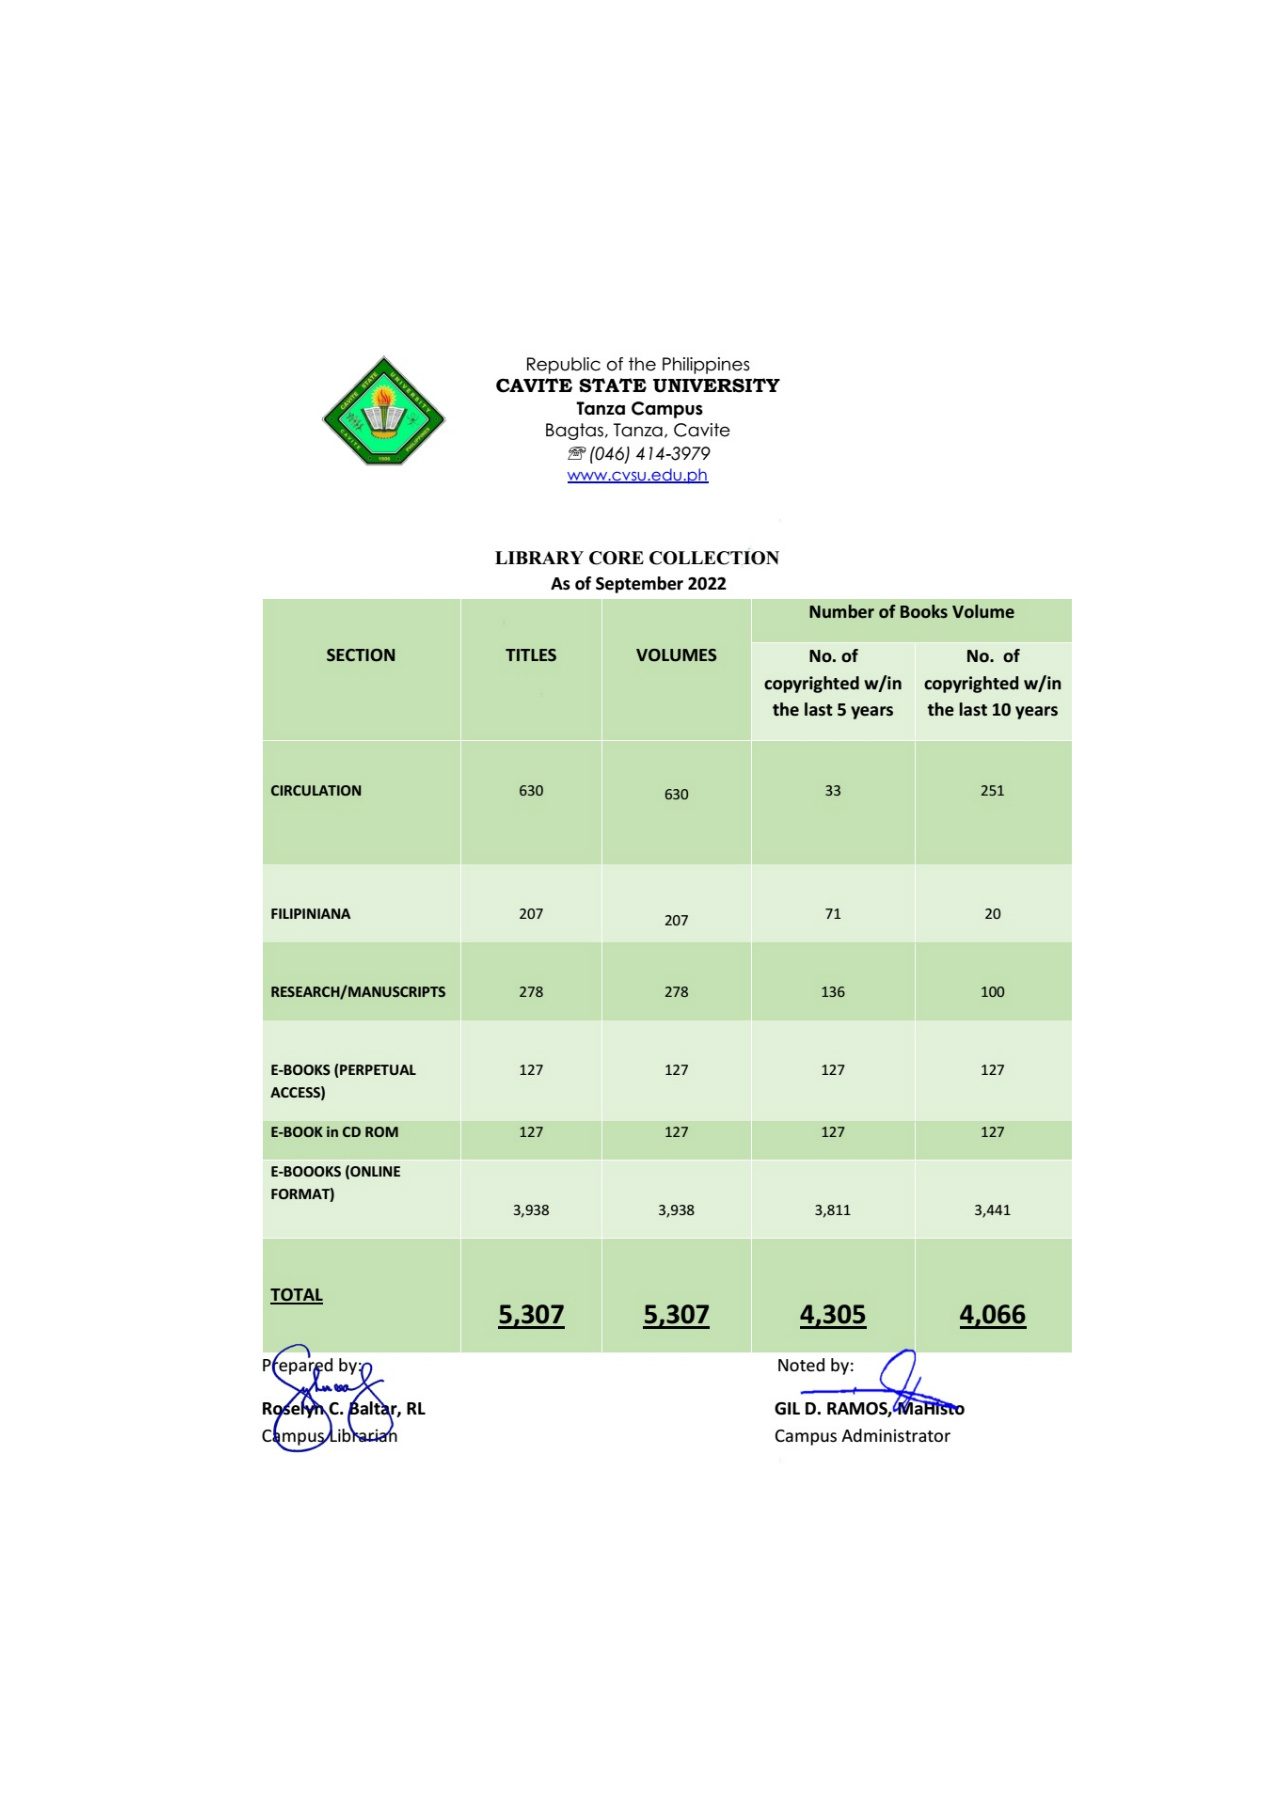 Republic of the Philippines
CAVITE STATE UNIVERSITY
Tanza Campus
Bagtas, Tanza, Cavite
☏ (046) 414-3979
www.cvsu.edu.ph
CAVITE STATE UNIVERSITY
CAVITE PHILIPPINES
1906
LIBRARY CORE COLLECTION
As of September 2022
SECTION TITLES VOLUMES Number of Books Volume
No. of copyrighted w/in the last 5 years No. of copyrighted w/in the last 10 years
CIRCULATION 630 630 33 251
FILIPINIANA 207 207 71 20
RESEARCH/MANUSCRIPTS 278 278 136 100
E-BOOKS (PERPETUAL ACCESS) 127 127 127 127
E-BOOK in CD ROM 127 127 127 127
E-BOOOKS (ONLINE FORMAT) 3,938 3,938 3,811 3,441
TOTAL 5,307 5,307 4,305 4,066
Prepared by: Noted by:
Roselyn C. Baltar, RL GIL D. RAMOS, MaHisto
Campus Librarian Campus Administrator